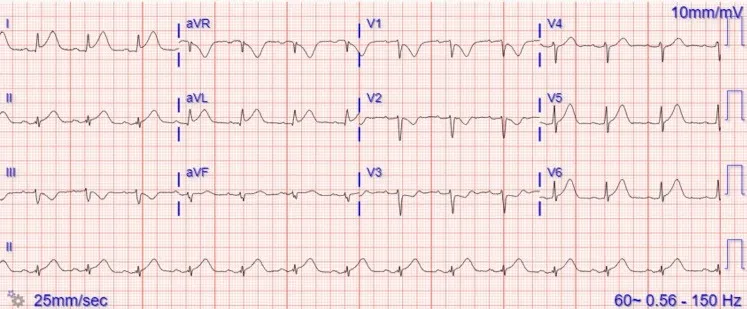 I aVR V1 V4 10mm/mV
II aVL V2 V5
III aVF V3 V6
II
25mm/sec 60~ 0.56 - 150 Hz